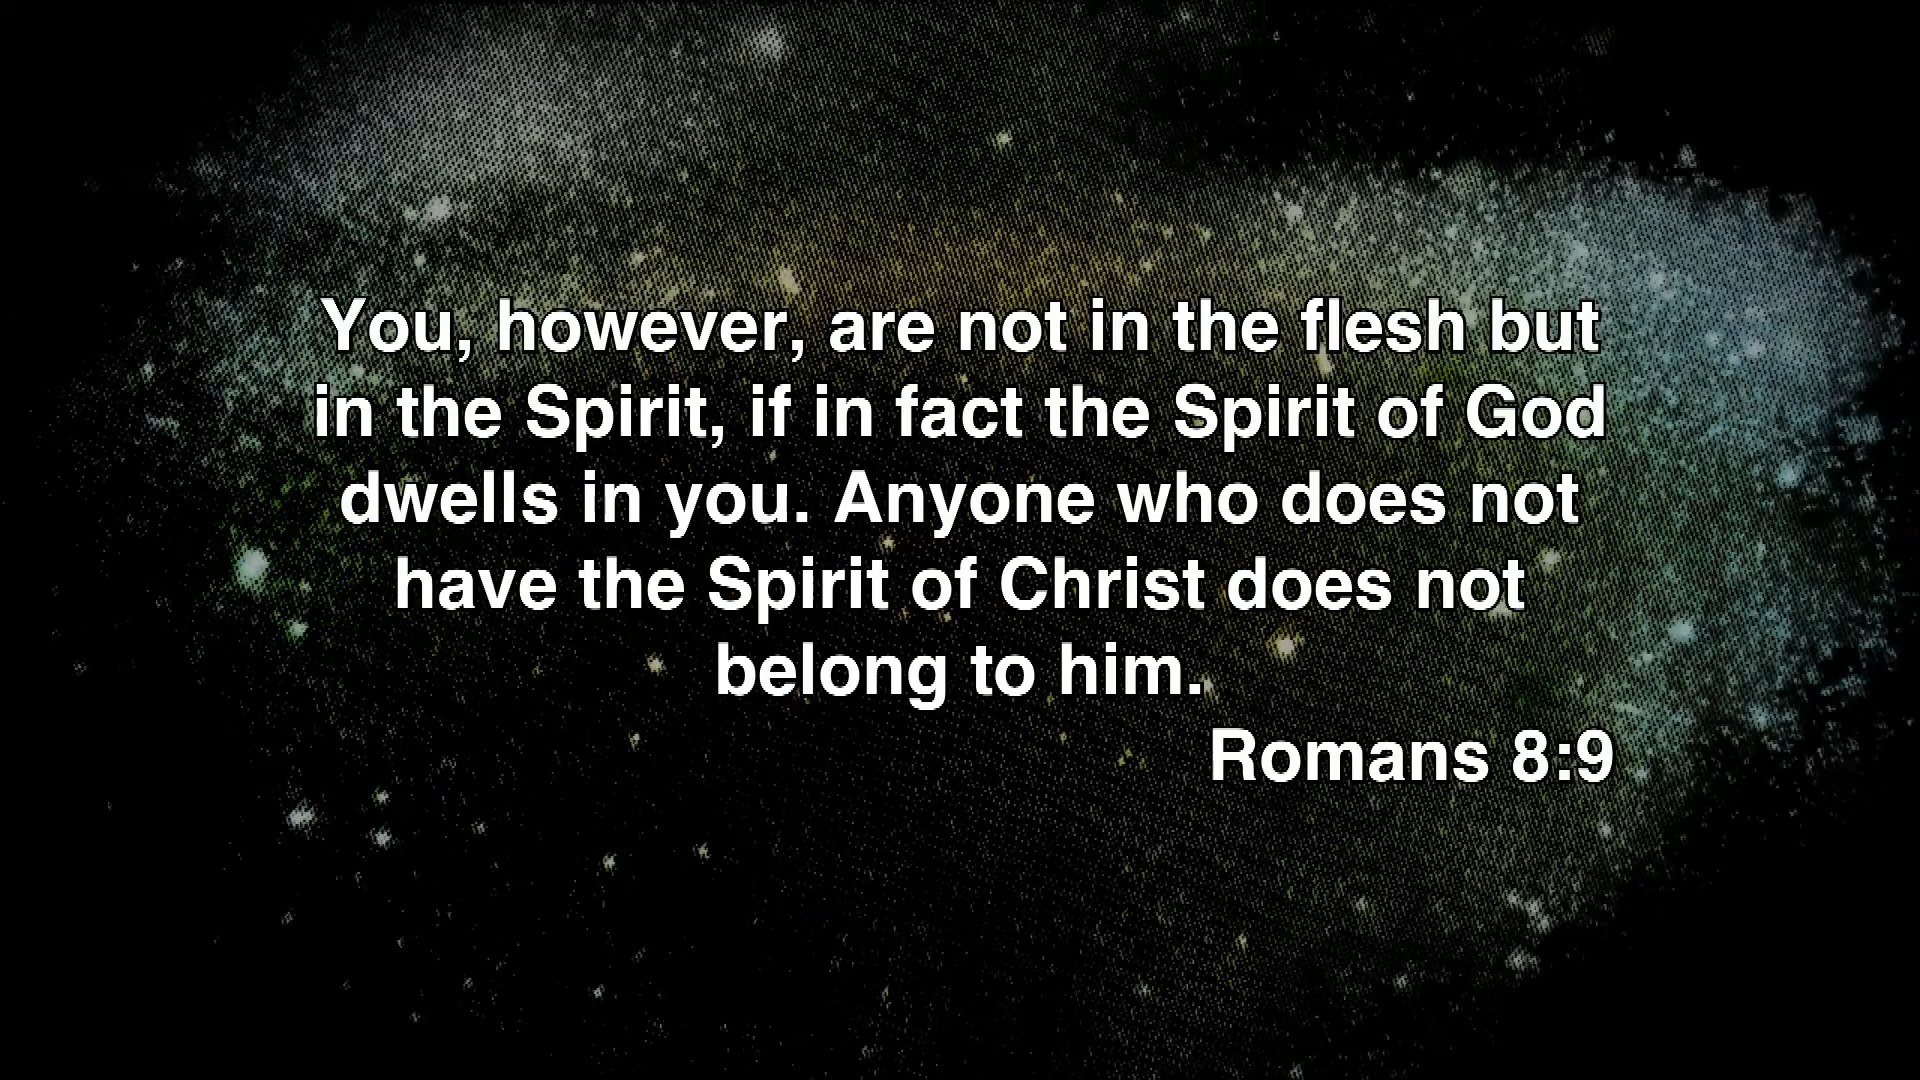 You, however, are not in the flesh but
in the Spirit, if in fact the Spirit of God
dwells in you. Anyone who does not
have the Spirit of Christ does not
belong to him.
Romans 8:9